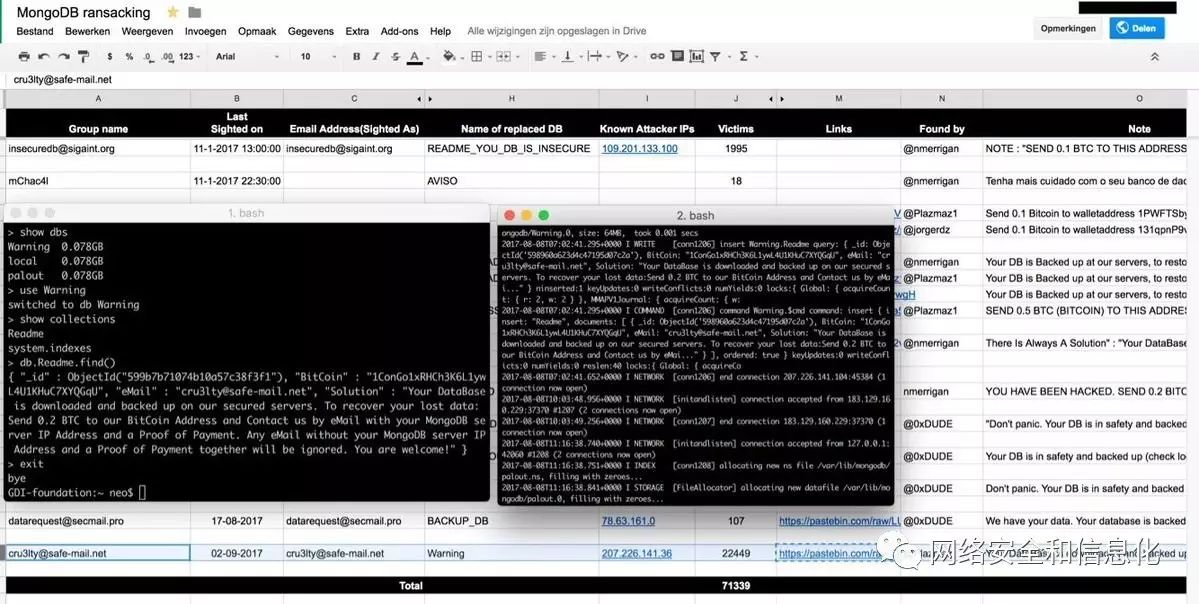 MongoDB ransacking
Bestand Bewerken Weergeven Invoegen Opmaak Gegevens Extra Add-ons Help Alle wijzigingen zijn opgeslagen in Drive
Opmerkingen Delen
$ % .0 .00 123 Arial 10 B I S A
cru3lty@safe-mail.net
A B C H I J M N O
Group name Last Sighted on Email Address(Sighted As) Name of replaced DB Known Attacker IPs Victims Links Found by Note
insecuredb@sigaint.org 11-1-2017 13:00:00 insecuredb@sigaint.org README_YOU_DB_IS_INSECURE 109.201.133.100 1995 @nmerrigan NOTE : "SEND 0.1 BTC TO THIS ADDRESS
mChac4l 11-1-2017 22:30:00 AVISO 18 @nmerrigan Tenha mais cuidado com o seu banco de dad
@Plazmaz1 Send 0.1 Bitcoin to walletaddress 1PWFTSby
@jorgerdz Send 0.1 Bitcoin to walletaddress 131qpnP9v
@nmerrigan Your DB is Backed up at our servers, to resto
@Plazmaz1 Your DB is Backed up at our servers, to resto
@nmerrigan Your DB is Backed up at our servers, to resto
@Plazmaz1 SEND 0.5 BTC (BITCOIN) TO THIS ADDRE
@nmerrigan There Is Always A Solution" : "Your DataBase
nmerrigan YOU HAVE BEEN HACKED. SEND 0.2 BITC
@0xDUDE "Don't panic. Your DB is in safety and backed
@0xDUDE Your DB is in safety and backed up (check lo
@0xDUDE Don't panic. Your DB is in safety and backed
1. bash
> show dbs
Warning 0.078GB
local 0.078GB
palout 0.078GB
> use Warning
switched to db Warning
> show collections
Readme
system.indexes
> db.Readme.find()
{ "_id" : ObjectId("599b7b71074b10a57c38f3f1"), "BitCoin" : "1ConGo1xRHCh3K6L1yw
L4U1KHuC7XYQGqU", "eMail" : "cru3lty@safe-mail.net", "Solution" : "Your DataBase
is downloaded and backed up on our secured servers. To recover your lost data:
Send 0.2 BTC to our BitCoin Address and Contact us by eMail with your MongoDB se
rver IP Address and a Proof of Payment. Any eMail without your MongoDB server IP
Address and a Proof of Payment together will be ignored. You are welcome!" }
> exit
bye
GDI-foundation:~ neo$
2. bash
ongodb/Warning.0, size: 64MB, took 0.001 secs
2017-08-08T07:02:41.295+0000 I WRITE [conn1206] insert Warning.Readme query: { _id: Obj
ectId('598960a623d4c47195d07c2a'), BitCoin: "1ConGo1xRHCh3K6L1ywL4U1KHuC7XYQGqU", eMail: "cr
u3lty@safe-mail.net", Solution: "Your DataBase is downloaded and backed up on our secured s
ervers. To recover your lost data:Send 0.2 BTC to our BitCoin Address and Contact us by eMa
i..." } ninserted:1 keyUpdates:0 writeConflicts:0 numYields:0 locks:{ Global: { acquireCoun
t: { r: 2, w: 2 } }, MMAPV1Journal: { acquireCount: { w:
2017-08-08T07:02:41.295+0000 I COMMAND [conn1206] command Warning.$cmd command: insert { i
nsert: "Readme", documents: [ { _id: ObjectId('598960a623d4c47195d07c2a'), BitCoin: "1ConGo
1xRHCh3K6L1ywL4U1KHuC7XYQGqU", eMail: "cru3lty@safe-mail.net", Solution: "Your DataBase is
downloaded and backed up on our secured servers. To recover your lost data:Send 0.2 BTC to
our BitCoin Address and Contact us by eMai..." } ], ordered: true } keyUpdates:0 writeConfl
icts:0 numYields:0 reslen:40 locks:{ Global: { acquireCo
2017-08-08T07:02:41.652+0000 I NETWORK [conn1206] end connection 207.226.141.104:45384 (1
connection now open)
2017-08-08T10:03:48.956+0000 I NETWORK [initandlisten] connection accepted from 183.129.16
0.229:37370 #1207 (2 connections now open)
2017-08-08T10:03:49.256+0000 I NETWORK [conn1207] end connection 183.129.160.229:37370 (1
connection now open)
2017-08-08T11:16:38.740+0000 I NETWORK [initandlisten] connection accepted from 127.0.0.1:
42060 #1208 (2 connections now open)
2017-08-08T11:16:38.751+0000 I INDEX [conn1208] allocating new ns file /var/lib/mongodb/
palout.ns, filling with zeroes...
2017-08-08T11:16:38.841+0000 I STORAGE [FileAllocator] allocating new datafile /var/lib/mo
ngodb/palout.0, filling with zeroes...
datarequest@secmail.pro 17-08-2017 datarequest@secmail.pro BACKUP_DB 78.63.161.0 107 https://pastebin.com/raw/LU @0xDUDE We have your data. Your database is backed
cru3lty@safe-mail.net 02-09-2017 cru3lty@safe-mail.net Warning 207.226.141.36 22449 https://pastebin.com/raw
网络安全和信息化
Total 71339